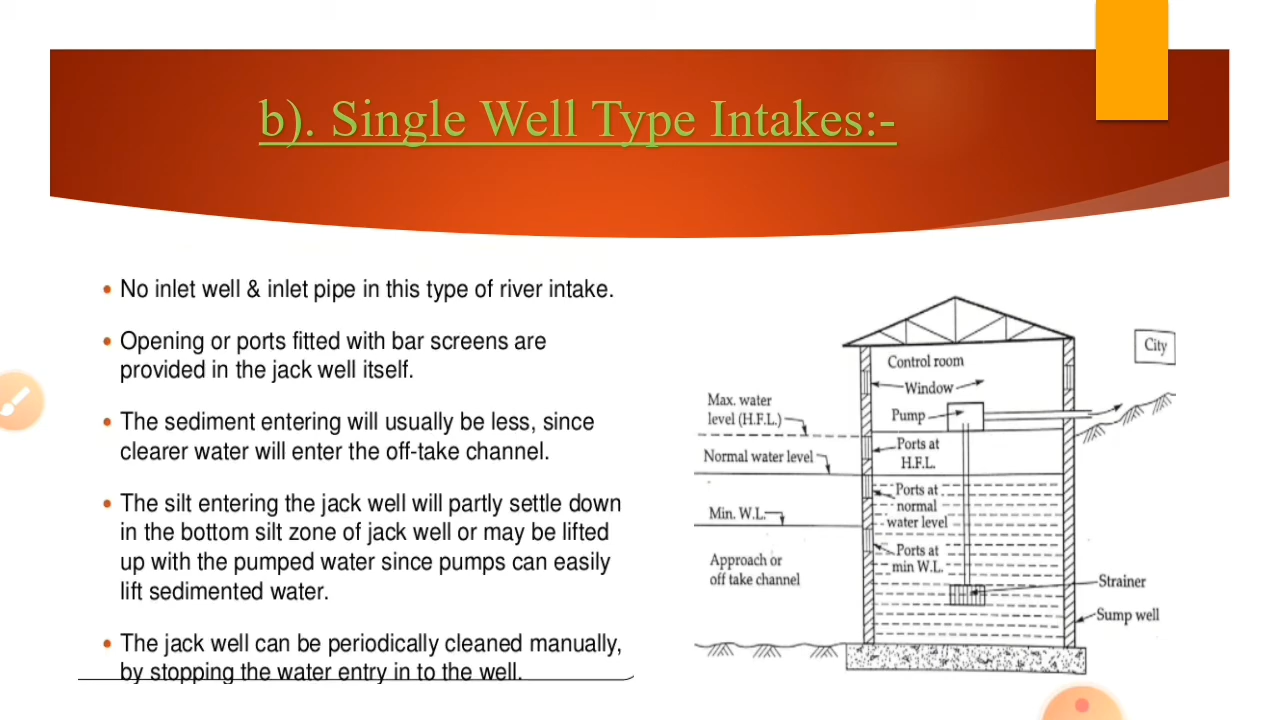 b). Single Well Type Intakes:-
• No inlet well & inlet pipe in this type of river intake.
• Opening or ports fitted with bar screens are
provided in the jack well itself.
• The sediment entering will usually be less, since
clearer water will enter the off-take channel.
• The silt entering the jack well will partly settle down
in the bottom silt zone of jack well or may be lifted
up with the pumped water since pumps can easily
lift sedimented water.
• The jack well can be periodically cleaned manually,
by stopping the water entry in to the well.
City
Control room
Window
Max. water
level (H.F.L.)
Pump
Ports at
H.F.L.
Normal water level
Ports at
normal
water level
Min. W.L.
Ports at
min W.L.
Approach or
off take channel
Strainer
Sump well